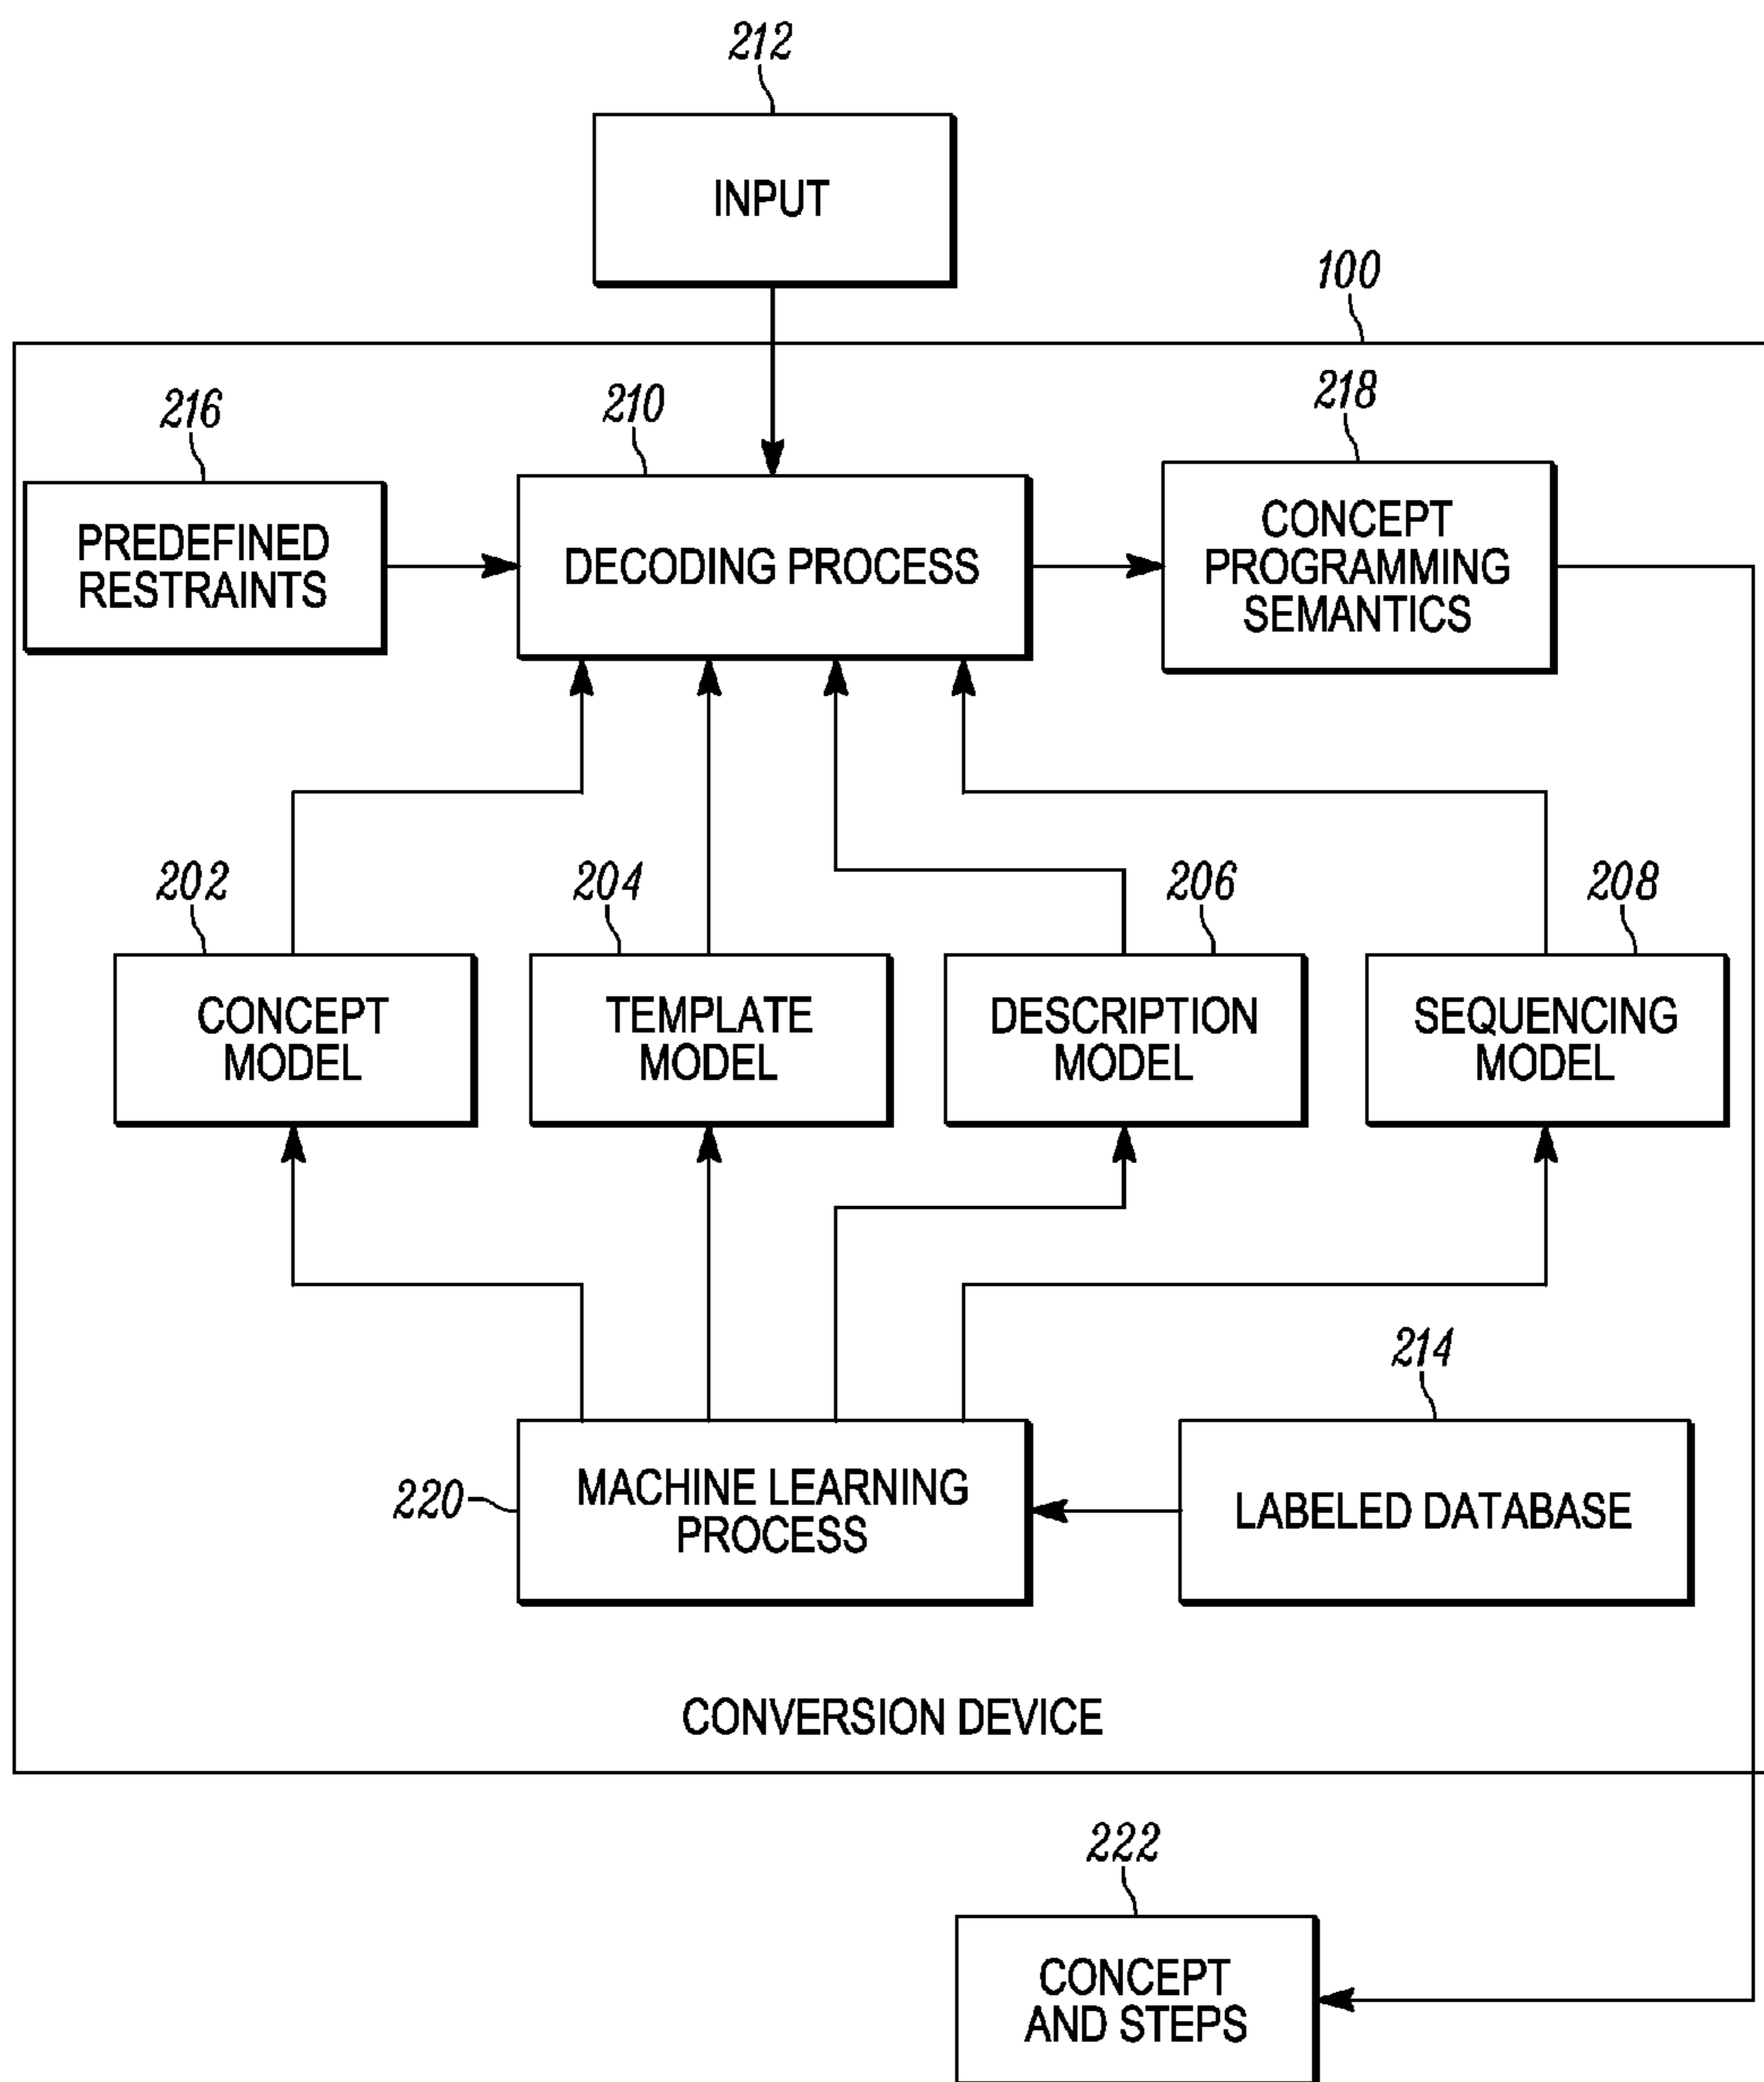 212
INPUT
100
216
210
218
PREDEFINED
RESTRAINTS
DECODING PROCESS
CONCEPT
PROGRAMMING
SEMANTICS
202
204
206
208
CONCEPT
MODEL
TEMPLATE
MODEL
DESCRIPTION
MODEL
SEQUENCING
MODEL
214
220
MACHINE LEARNING
PROCESS
LABELED DATABASE
CONVERSION DEVICE
222
CONCEPT
AND STEPS